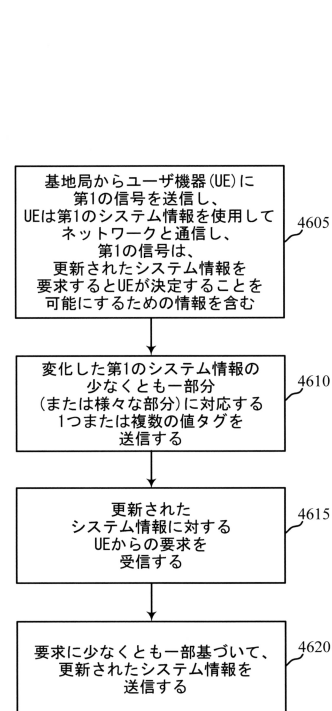 基地局からユーザ機器(UE)に
第1の信号を送信し、
UEは第1のシステム情報を使用して
ネットワークと通信し、
第1の信号は、
更新されたシステム情報を
要求するとUEが決定することを
可能にするための情報を含む
4605
変化した第1のシステム情報の
少なくとも一部分
(または様々な部分)に対応する
1つまたは複数の値タグを
送信する
4610
更新された
システム情報に対する
UEからの要求を
受信する
4615
要求に少なくとも一部基づいて、
更新されたシステム情報を
送信する
4620